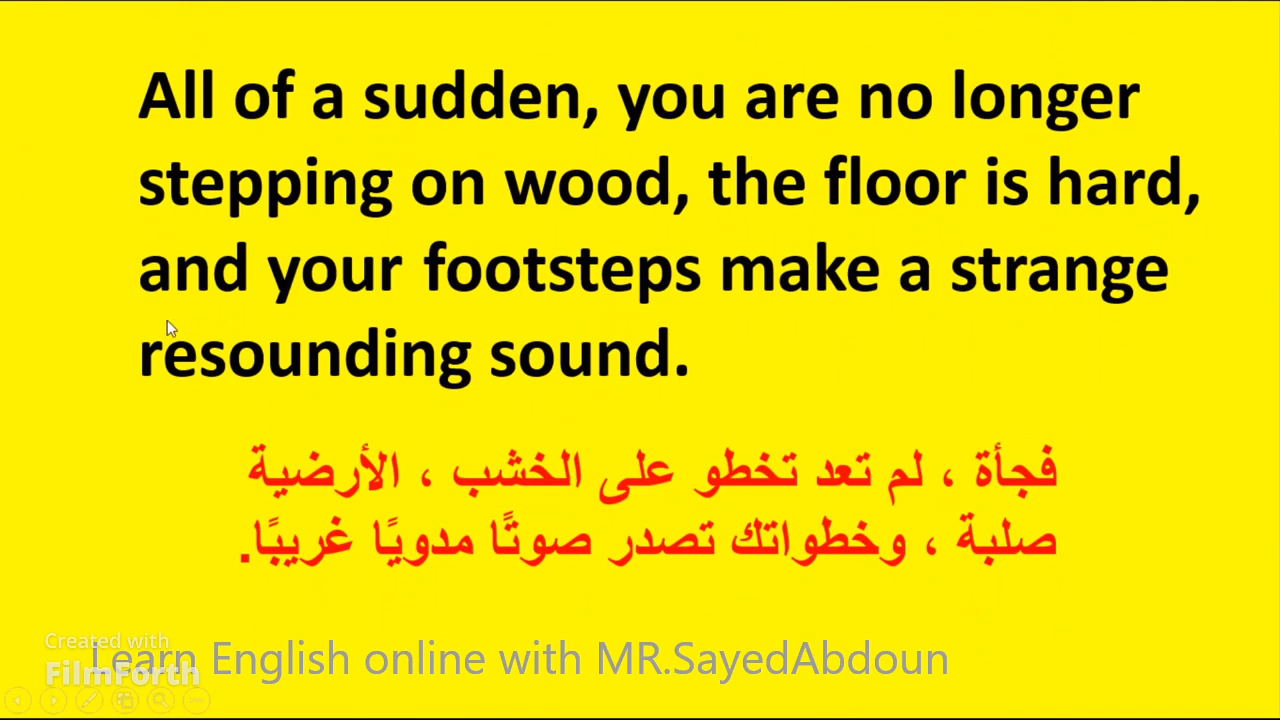 All of a sudden, you are no longer
stepping on wood, the floor is hard,
and your footsteps make a strange
resounding sound.
فجأة ، لم تعد تخطو على الخشب ، الأرضية
صلبة ، وخطواتك تصدر صوتًا مدويًا غريبًا.
Created with
FilmForth
Learn English online with MR.SayedAbdoun